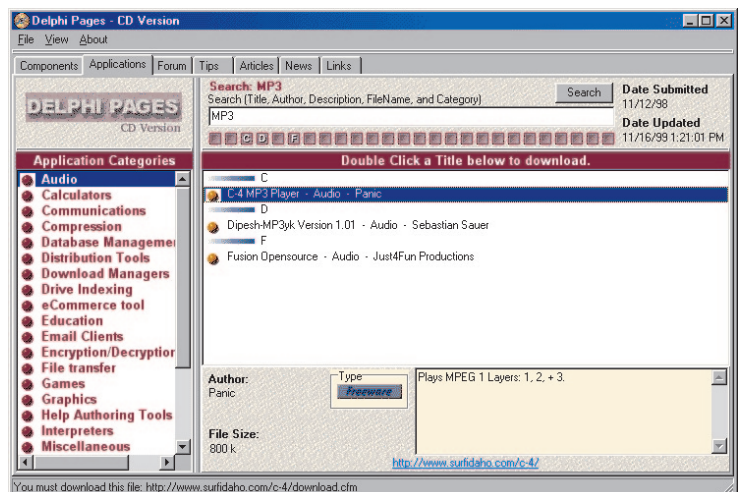 Delphi Pages - CD Version
File View About
Components Applications Forum Tips Articles News Links
DELPHI PAGES
CD Version
Search: MP3
Search (Title, Author, Description, FileName, and Category)
Search
MP3
C D F
Date Submitted
11/12/98
Date Updated
11/16/99 1:21:01 PM
Application Categories
Audio
Calculators
Communications
Compression
Database Managemen
Distribution Tools
Download Managers
Drive Indexing
eCommerce tool
Education
Email Clients
Encryption/Decryption
File transfer
Games
Graphics
Help Authoring Tools
Interpreters
Miscellaneous
Double Click a Title below to download.
C
C-4 MP3 Player - Audio - Panic
D
Dipesh-MP3yk Version 1.01 - Audio - Sebastian Sauer
F
Fusion Opensource - Audio - Just4Fun Productions
Author:
Panic
Type
Freeware
File Size:
800 k
Plays MPEG 1 Layers: 1, 2, + 3.
http://www.surfidaho.com/c-4/
You must download this file: http://www.surfidaho.com/c-4/download.cfm